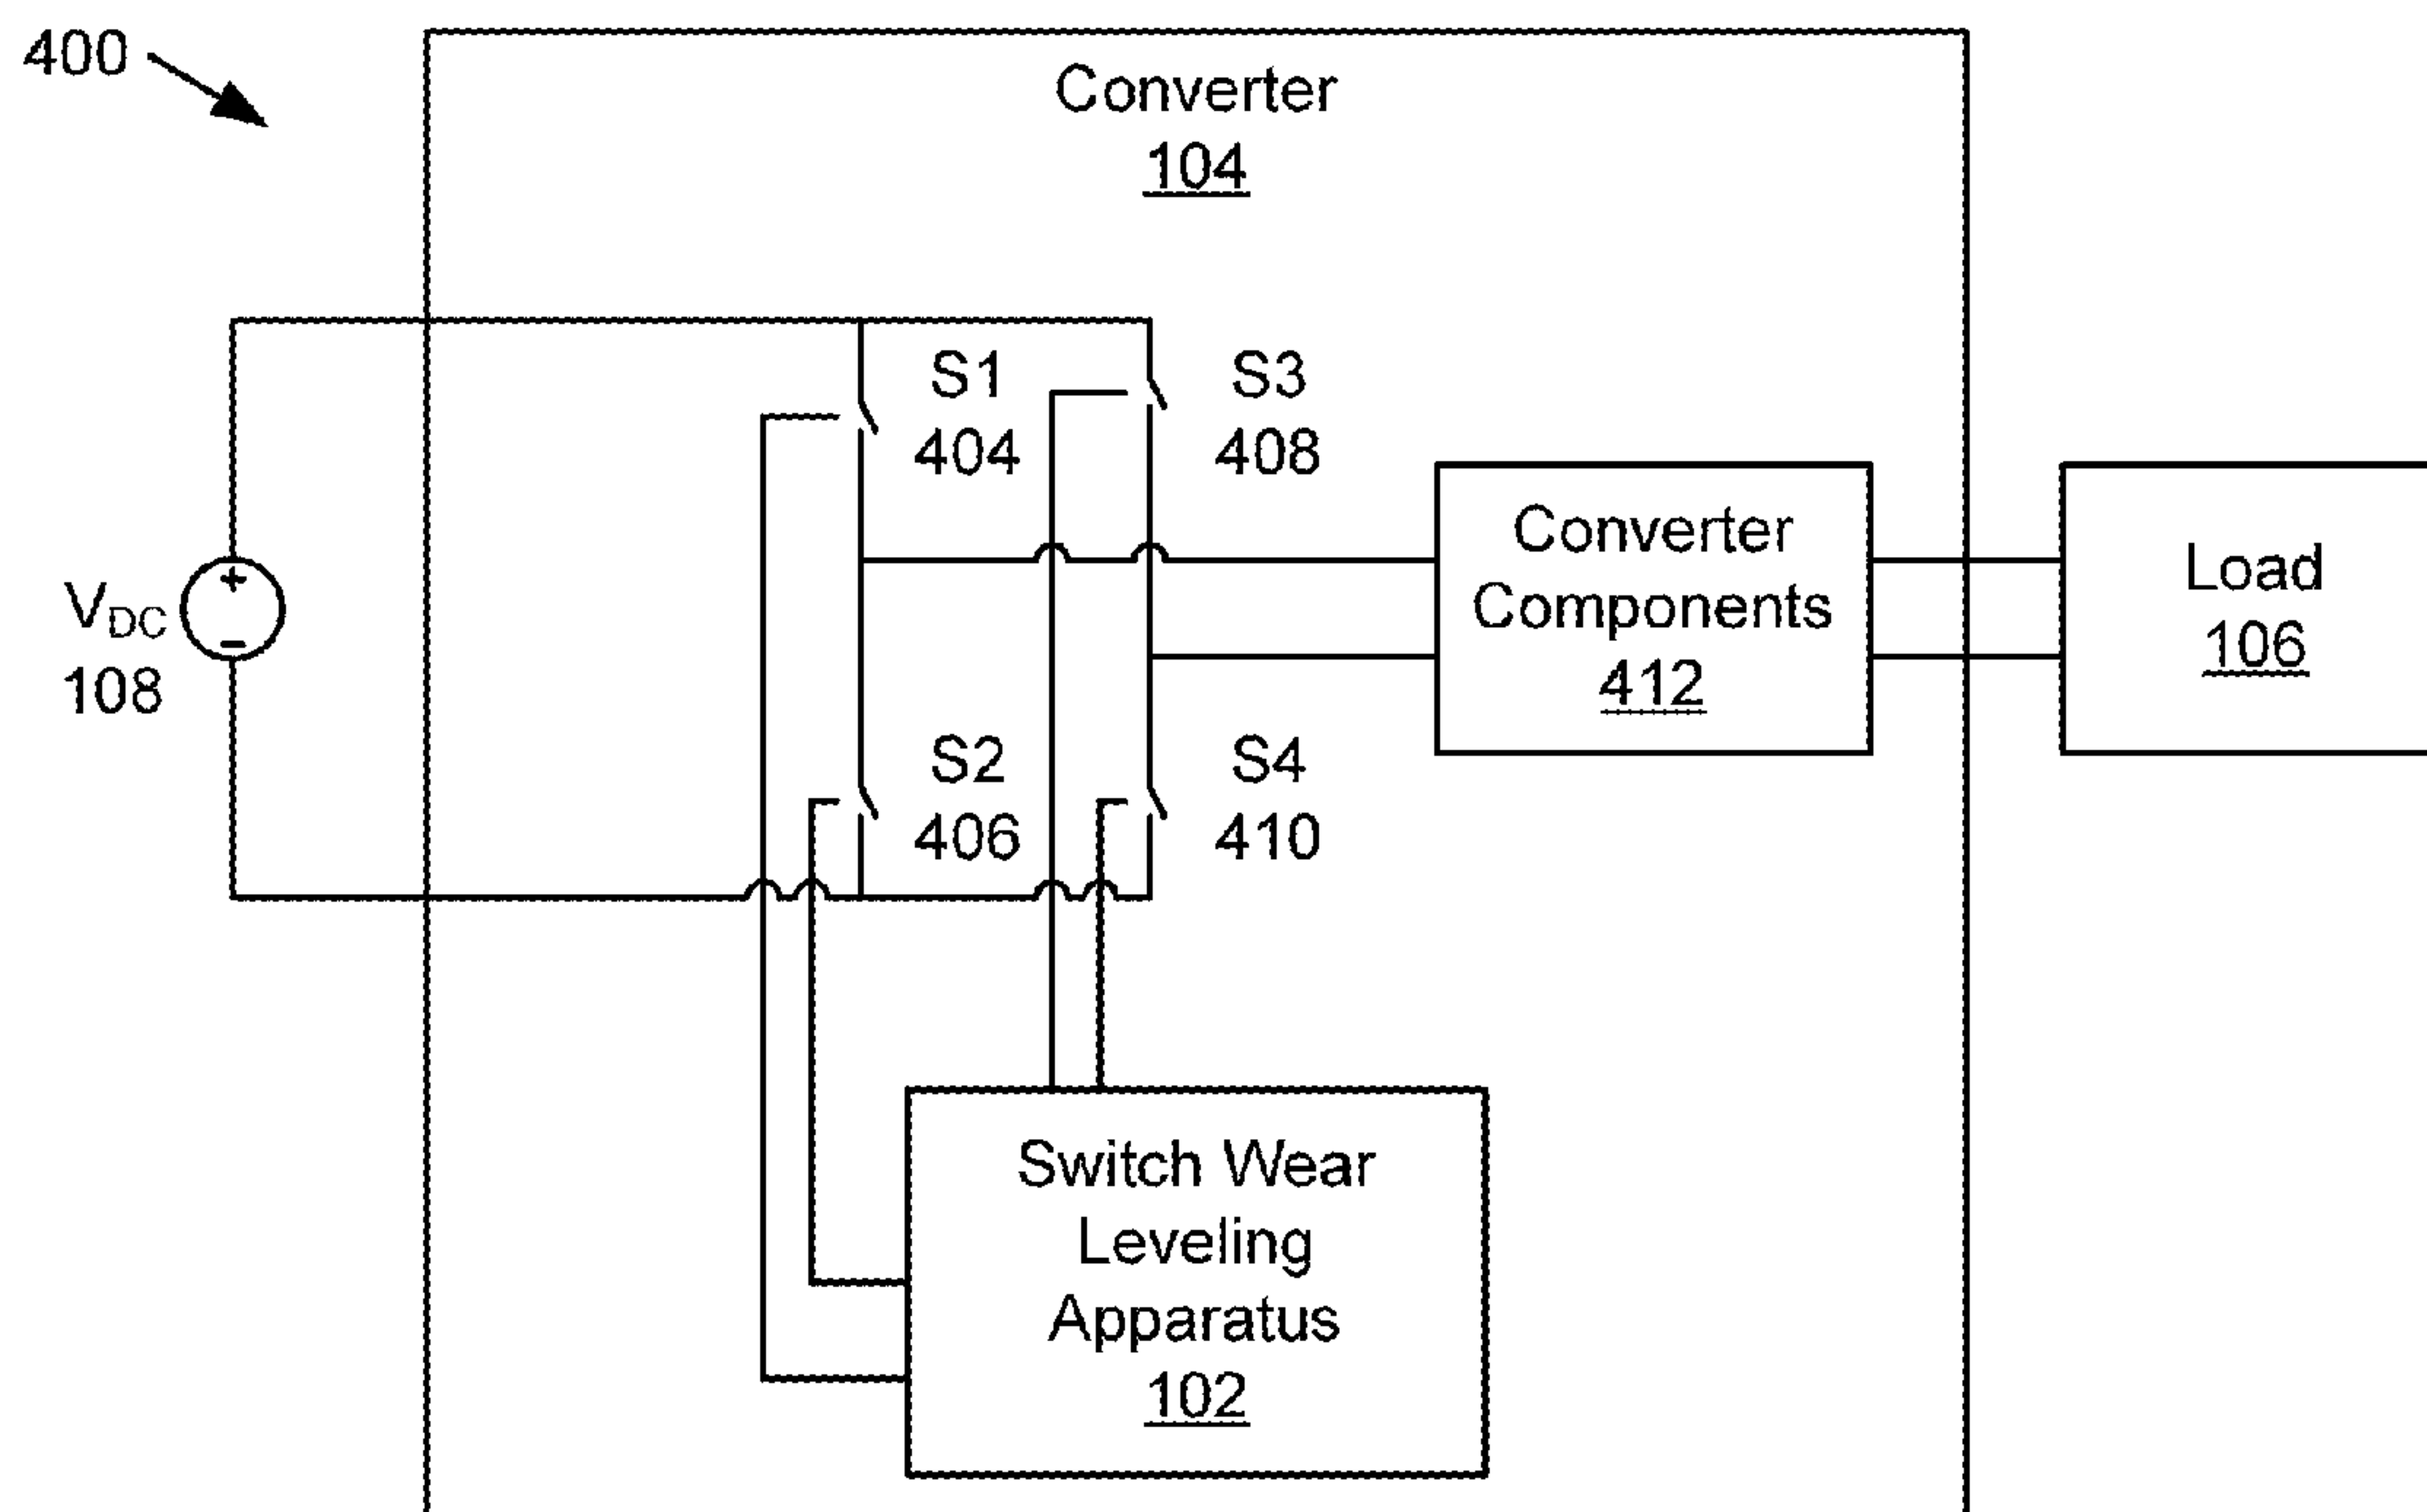 400
Converter
104
S1
404
S3
408
Converter
Components
412
Load
106
+
VDC
108
–
S2
406
S4
410
Switch Wear
Leveling
Apparatus
102